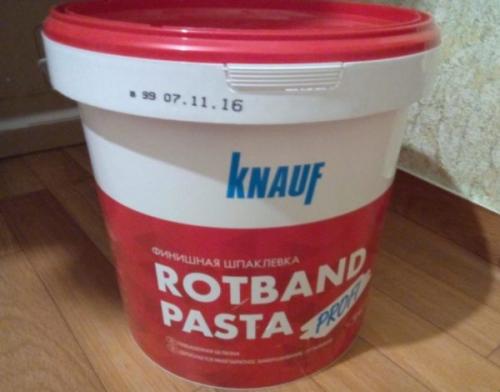 99 07.11.16
KNAUF
ФИНИШНАЯ ШПАКЛЕВКА
ROTBAND
PASTA
PROFI